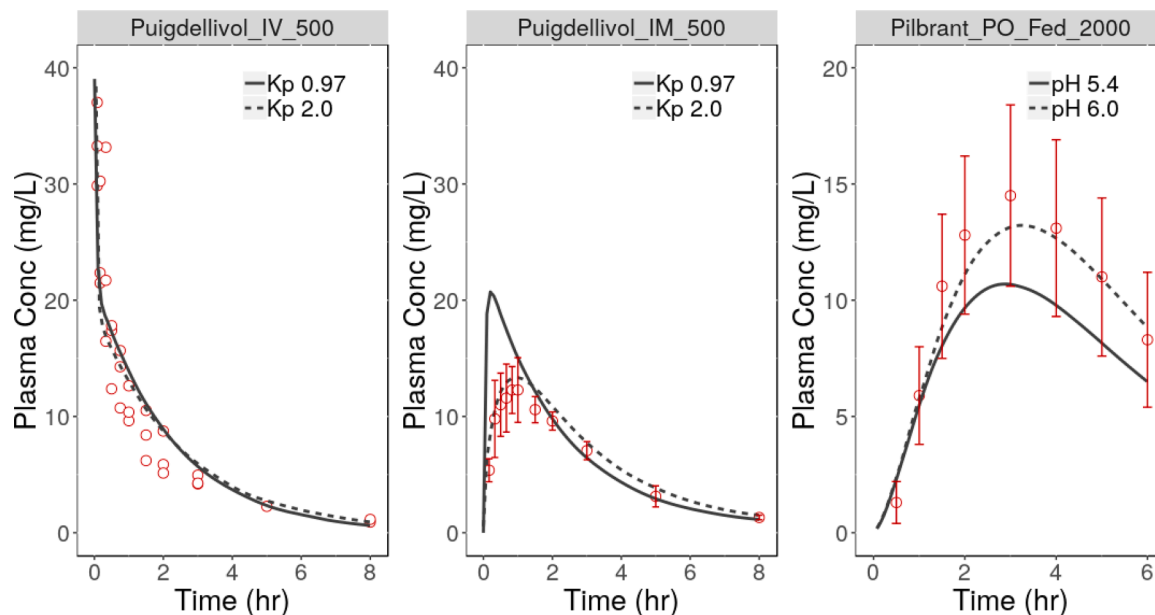 Puigdellivol_IV_500
Puigdellivol_IM_500
Pilbrant_PO_Fed_2000
Plasma Conc (mg/L)
40
30
20
10
0
Kp 0.97
Kp 2.0
0 2 4 6 8
Time (hr)
Plasma Conc (mg/L)
40
30
20
10
0
Kp 0.97
Kp 2.0
0 2 4 6 8
Time (hr)
Plasma Conc (mg/L)
20
15
10
5
0
pH 5.4
pH 6.0
0 2 4 6
Time (hr)